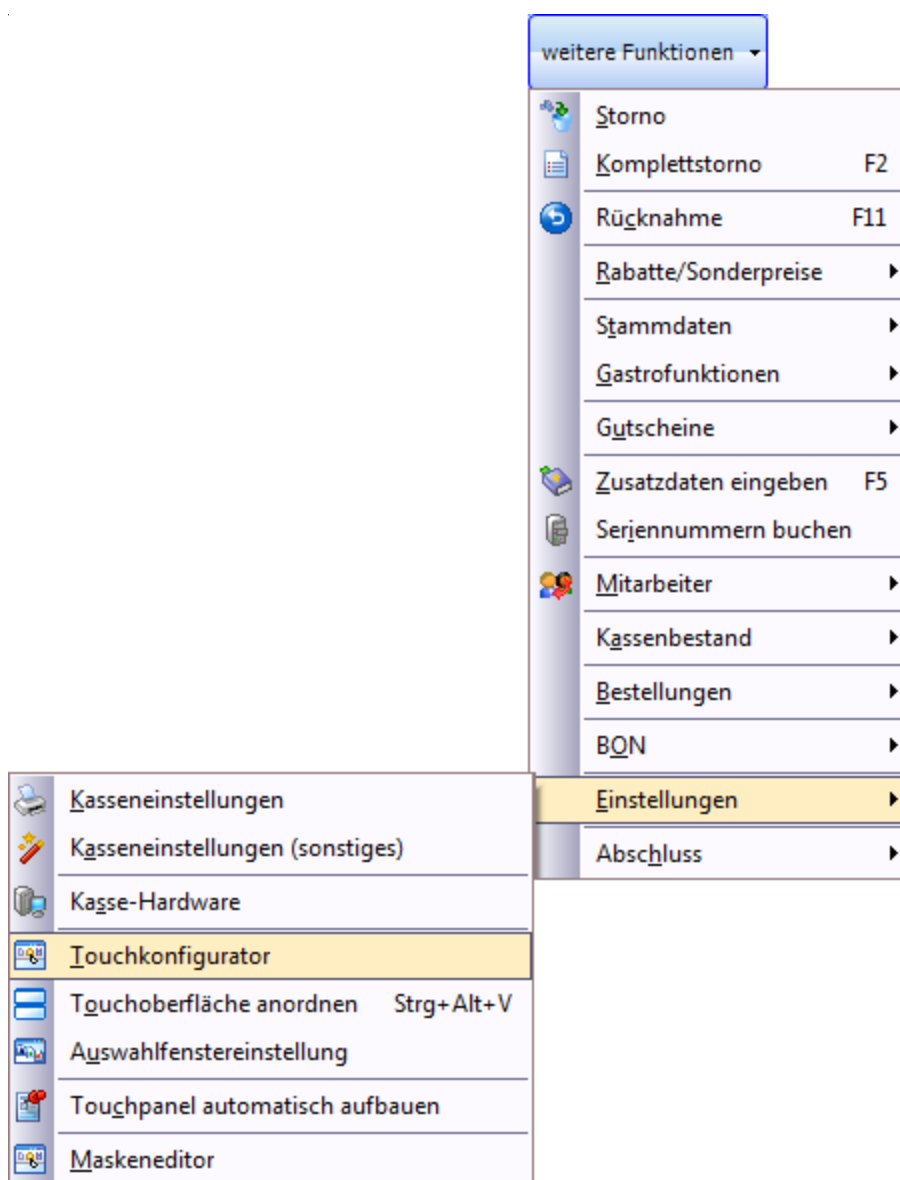 weitere Funktionen
Storno
Komplettstorno F2
Rücknahme F11
Rabatte/Sonderpreise
Stammdaten
Gastrofunktionen
Gutscheine
Zusatzdaten eingeben F5
Seriennummern buchen
Mitarbeiter
Kassenbestand
Bestellungen
BON
Einstellungen
Abschluss
Kasseneinstellungen
Kasseneinstellungen (sonstiges)
Kasse-Hardware
Touchkonfigurator
Touchoberfläche anordnen Strg+Alt+V
Auswahlfenstereinstellung
Touchpanel automatisch aufbauen
Maskeneditor